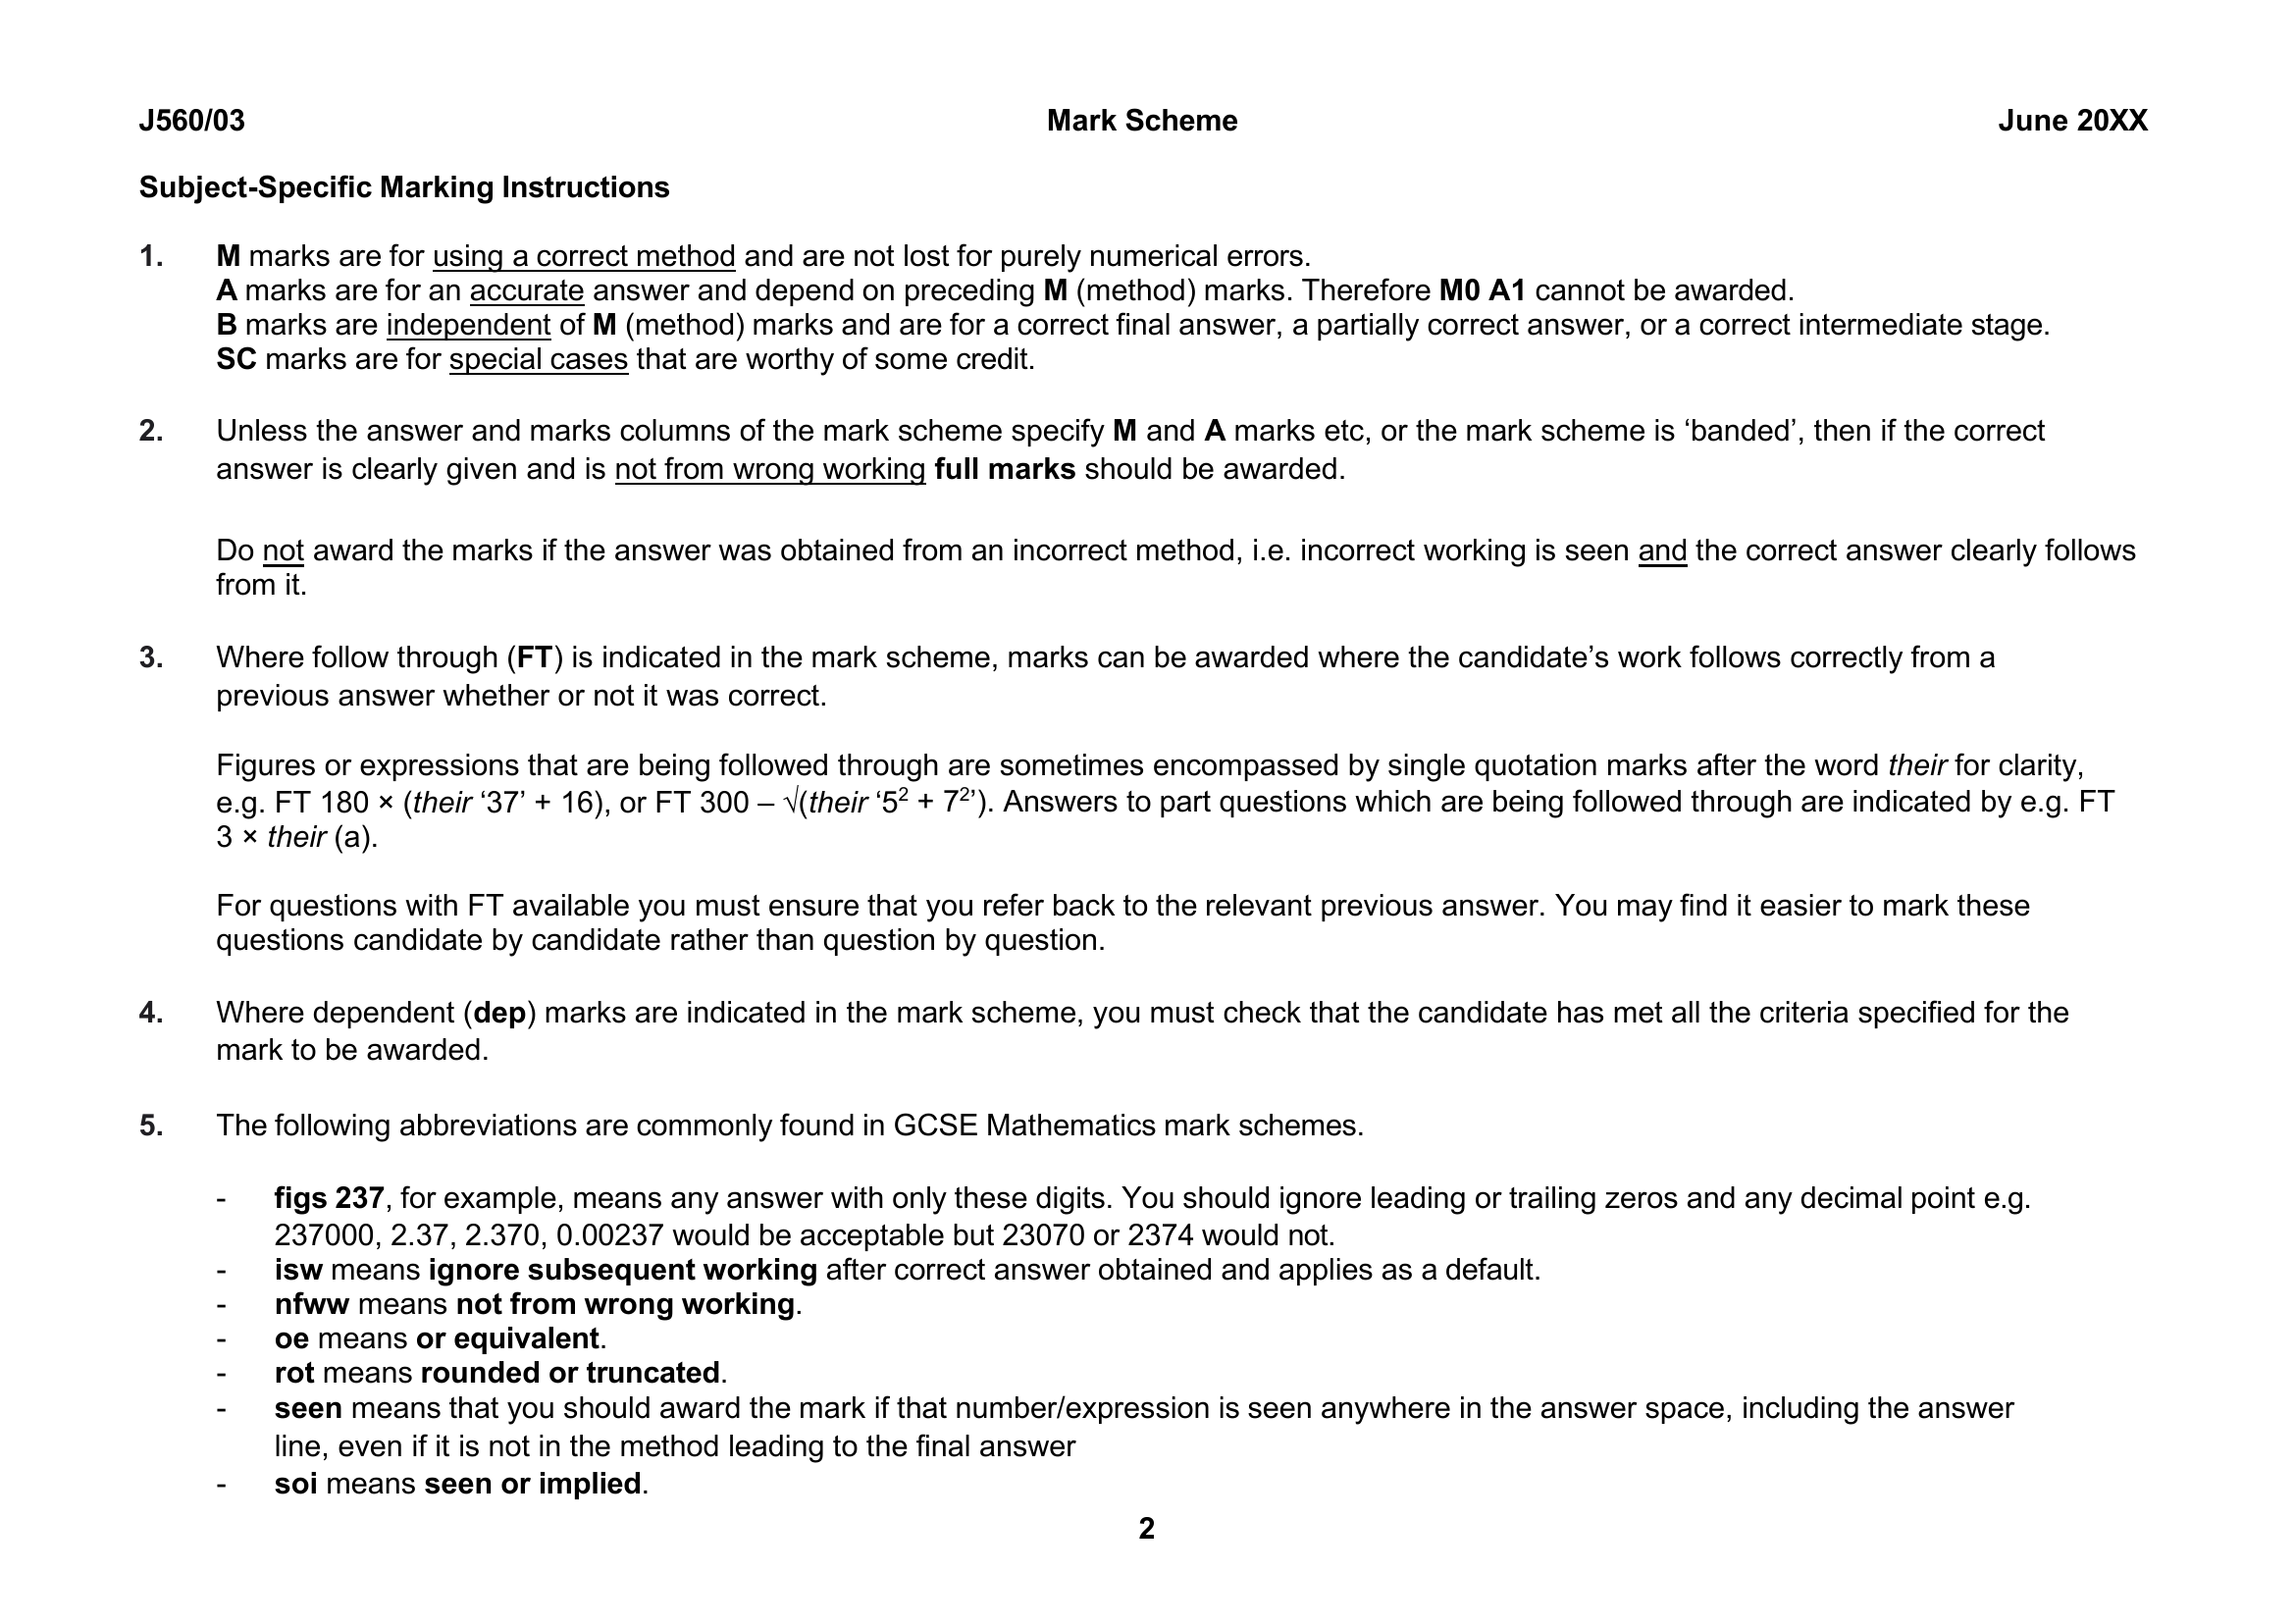 J560/03 Mark Scheme June 20XX
Subject-Specific Marking Instructions
1. M marks are for using a correct method and are not lost for purely numerical errors.
A marks are for an accurate answer and depend on preceding M (method) marks. Therefore M0 A1 cannot be awarded.
B marks are independent of M (method) marks and are for a correct final answer, a partially correct answer, or a correct intermediate stage.
SC marks are for special cases that are worthy of some credit.
2. Unless the answer and marks columns of the mark scheme specify M and A marks etc, or the mark scheme is ‘banded’, then if the correct
answer is clearly given and is not from wrong working full marks should be awarded.
Do not award the marks if the answer was obtained from an incorrect method, i.e. incorrect working is seen and the correct answer clearly follows
from it.
3. Where follow through (FT) is indicated in the mark scheme, marks can be awarded where the candidate’s work follows correctly from a
previous answer whether or not it was correct.
Figures or expressions that are being followed through are sometimes encompassed by single quotation marks after the word their for clarity,
e.g. FT 180 × (their ‘37’ + 16), or FT 300 – √(their ‘5² + 7²’). Answers to part questions which are being followed through are indicated by e.g. FT
3 × their (a).
For questions with FT available you must ensure that you refer back to the relevant previous answer. You may find it easier to mark these
questions candidate by candidate rather than question by question.
4. Where dependent (dep) marks are indicated in the mark scheme, you must check that the candidate has met all the criteria specified for the
mark to be awarded.
5. The following abbreviations are commonly found in GCSE Mathematics mark schemes.
- figs 237, for example, means any answer with only these digits. You should ignore leading or trailing zeros and any decimal point e.g.
237000, 2.37, 2.370, 0.00237 would be acceptable but 23070 or 2374 would not.
- isw means ignore subsequent working after correct answer obtained and applies as a default.
- nfww means not from wrong working.
- oe means or equivalent.
- rot means rounded or truncated.
- seen means that you should award the mark if that number/expression is seen anywhere in the answer space, including the answer
line, even if it is not in the method leading to the final answer
- soi means seen or implied.
2